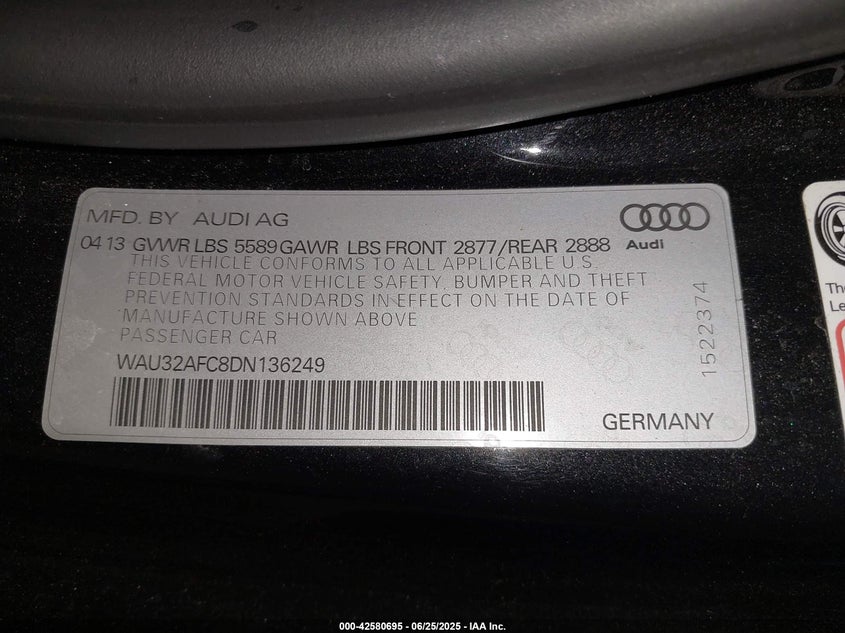 MFD. BY AUDI AG
04 13 GVWR LBS 5589 GAWR LBS FRONT 2877/REAR 2888
Audi
THIS VEHICLE CONFORMS TO ALL APPLICABLE U.S.
FEDERAL MOTOR VEHICLE SAFETY, BUMPER AND THEFT
PREVENTION STANDARDS IN EFFECT ON THE DATE OF
MANUFACTURE SHOWN ABOVE
PASSENGER CAR
WAU32AFC8DN136249
1522374
GERMANY
The
Le
000-42580695 - 06/25/2025 - IAA Inc.